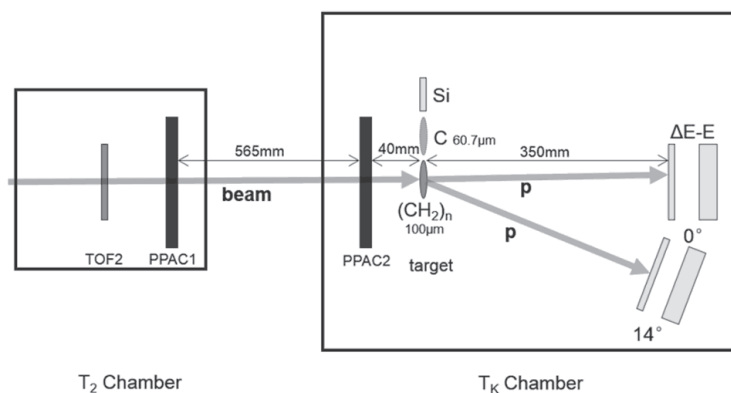 Si
C 60.7μm
ΔE-E
565mm
40mm
350mm
beam
p
(CH2)n
100μm
p
0°
TOF2
PPAC1
PPAC2
target
14°
T2 Chamber
TK Chamber